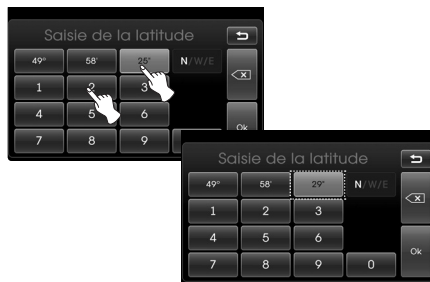 Saisie de la latitude
49° 58' 25" N/W/E
1 2 3
4 5 6
7 8 9
Ok
Saisie de la latitude
49° 58' 29" N/W/E
1 2 3
4 5 6
7 8 9 0
Ok